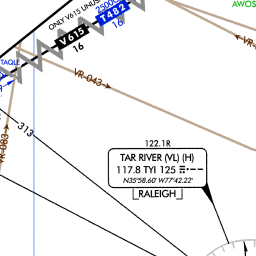 ONLY V615 UNUS
2500
T482
16
AWOS
V615
16
TAQLE
VR-043
VR-
313
VR-083
122.1R
TAR RIVER (VL) (H)
117.8 TYI 125
N35°58.60' W77°42.22'
RALEIGH